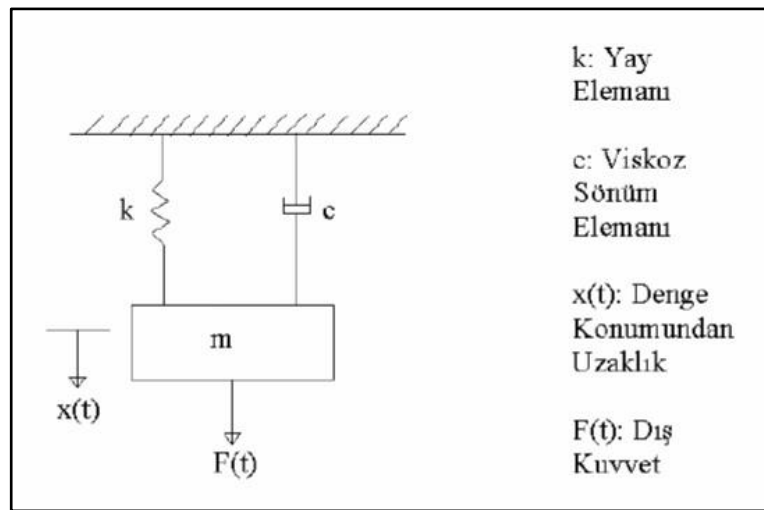 k: Yay
Elemanı
c: Viskoz
Sönüm
Elemanı
x(t): Denge
Konumundan
Uzaklık
F(t): Dış
Kuvvet
k
c
m
x(t)
F(t)